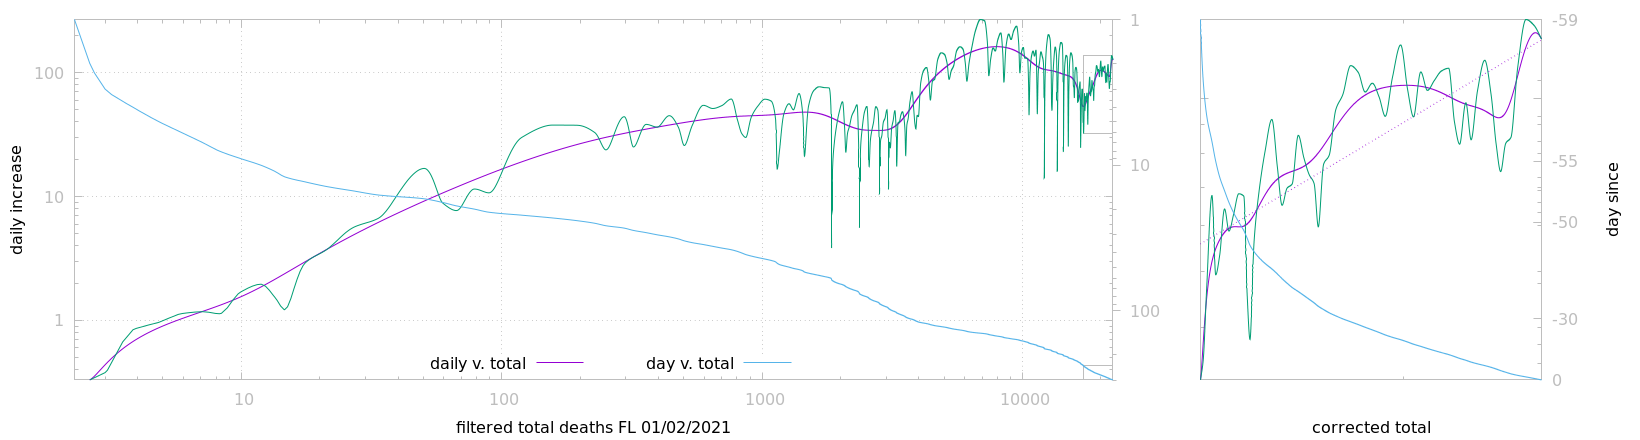 daily increase
100
10
1
10
100
1000
10000
1
10
100
daily v. total
day v. total
filtered total deaths FL 01/02/2021
-59
-55
-50
-30
0
day since
corrected total